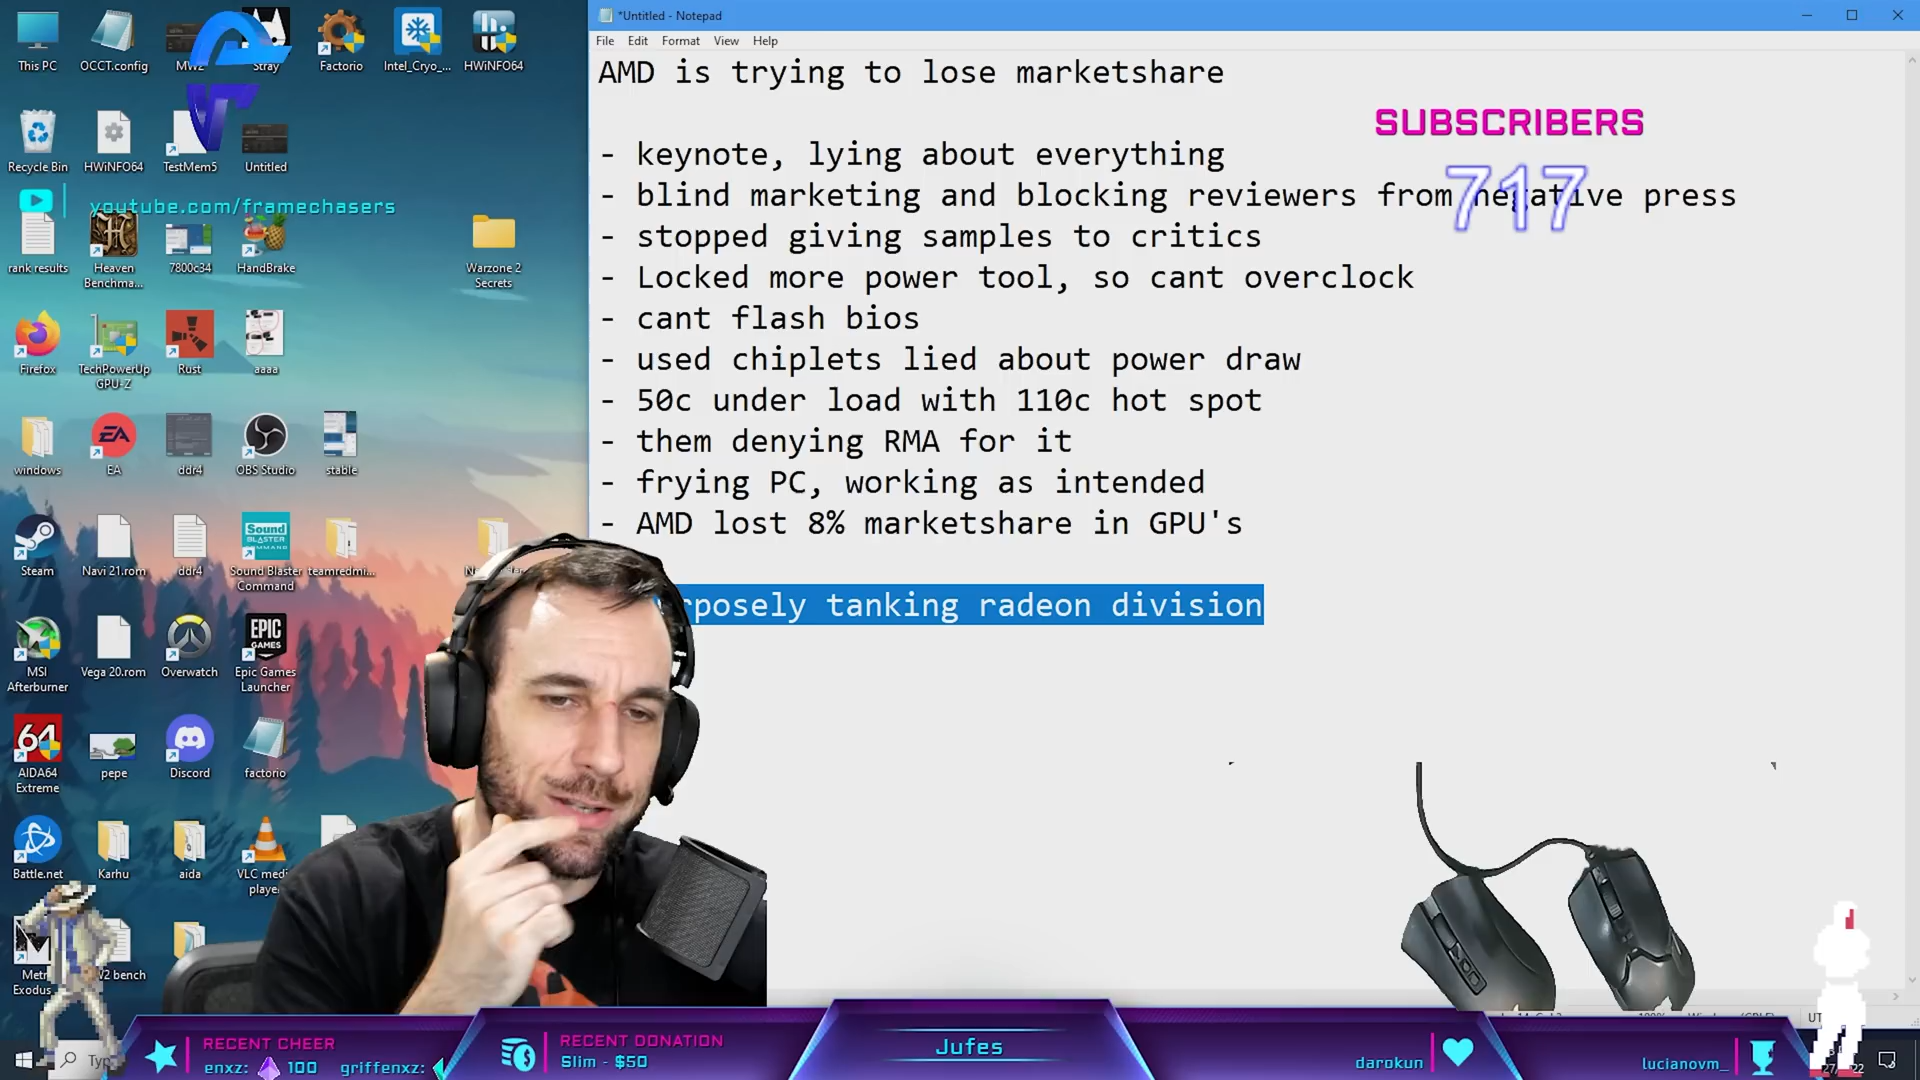 *Untitled - Notepad
File Edit Format View Help
AMD is trying to lose marketshare
- keynote, lying about everything
- blind marketing and blocking reviewers from negative press
- stopped giving samples to critics
- Locked more power tool, so cant overclock
- cant flash bios
- used chiplets lied about power draw
- 50c under load with 110c hot spot
- them denying RMA for it
- frying PC, working as intended
- AMD lost 8% marketshare in GPU's
rposely tanking radeon division
SUBSCRIBERS
717
This PC
OCCT.config
MW2
Stray
Factorio
Intel_Cryo_...
HWiNFO64
Recycle Bin
HWiNFO64
TestMem5
Untitled
youtube.com/framechasers
rank results
Heaven
Benchma...
7800c34
HandBrake
Warzone 2
Secrets
Firefox
TechPowerUp
GPU-Z
Rust
aaaa
windows
EA
ddr4
OBS Studio
stable
Steam
Navi 21.rom
ddr4
Sound Blaster
Command
teamredmi...
MSI
Afterburner
Vega 20.rom
Overwatch
Epic Games
Launcher
AIDA64
Extreme
pepe
Discord
factorio
Battle.net
Karhu
aida
VLC medi
playe
Metr
Exodus
2 bench
RECENT CHEER
enxz: 100 griffenxz:
RECENT DONATION
Slim - $50
Jufes
darokun
lucianovm_